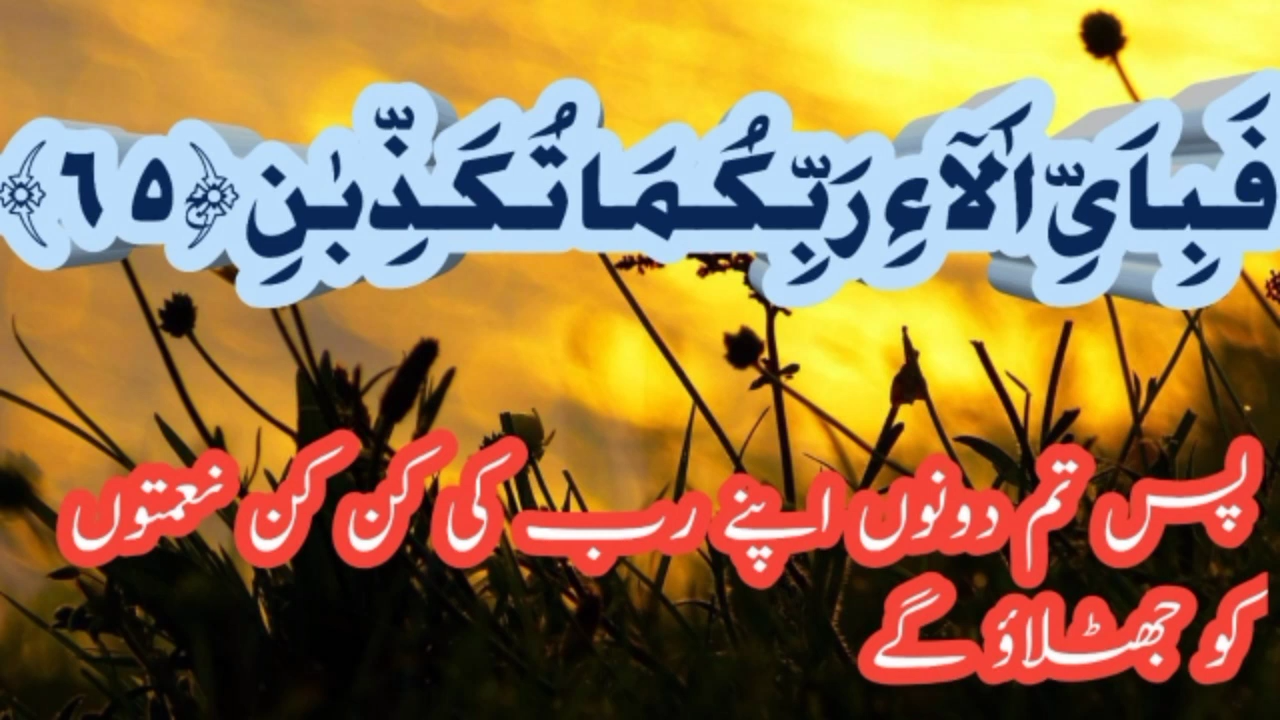 فَبِاَىِّ اٰلَآءِ رَبِّكُمَا تُكَذِّبٰنِ ﴿٦٥﴾ۚ
پس تم دونوں اپنے رب کی کن کن نعمتوں
کو جھٹلاؤ گے